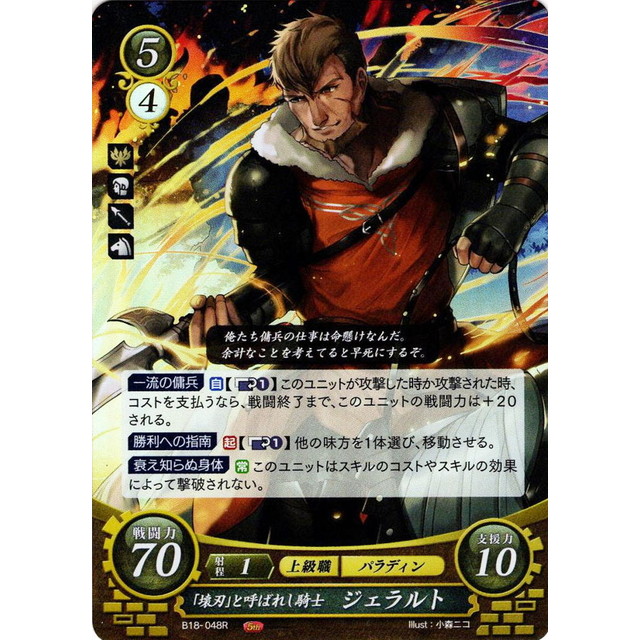 5
4
俺たち傭兵の仕事は命懸けなんだ。
余計なことを考えてると早死にするぞ。
一流の傭兵 自【1】このユニットが攻撃した時か攻撃された時、
コストを支払うなら、戦闘終了まで、このユニットの戦闘力は＋20
される。
勝利への指南 起【1】他の味方を1体選び、移動させる。
衰え知らぬ身体 常 このユニットはスキルのコストやスキルの効果
によって撃破されない。
戦闘力
70
射程 1 上級職 パラディン
支援力
10
「壊刃」と呼ばれし騎士 ジェラルト
B18-048R 5th Illust：小森ニコ